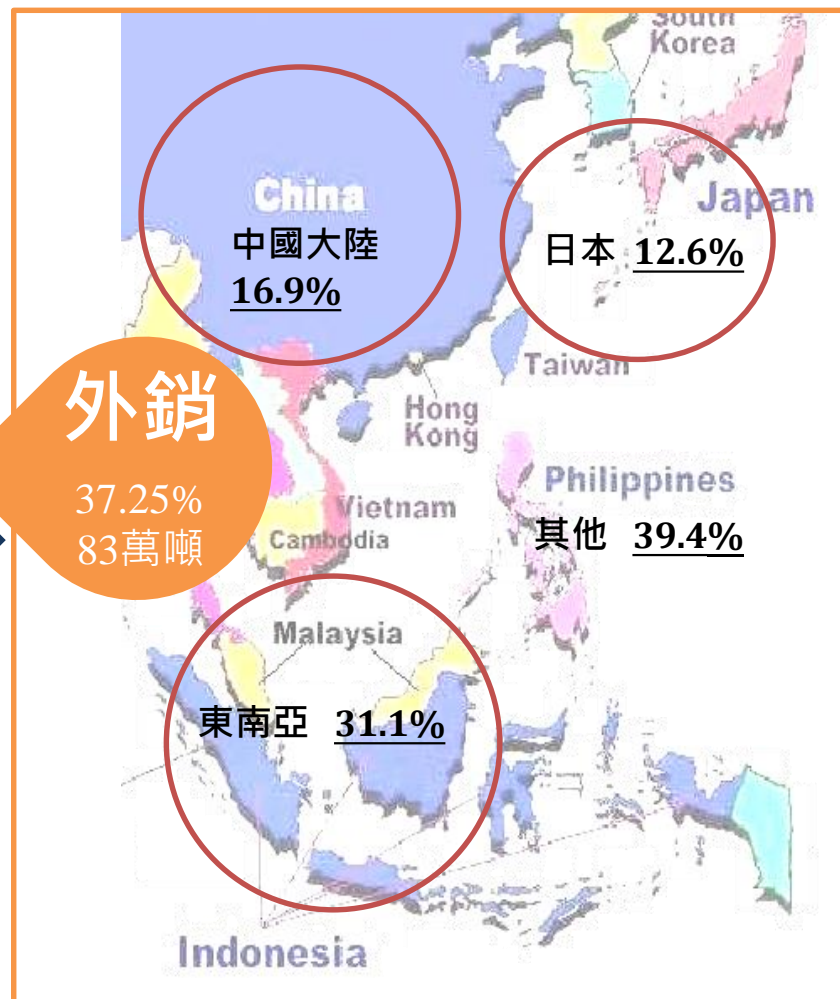 South
Korea
China
中國大陸
16.9%
Japan
日本 12.6%
Taiwan
Hong
Kong
外銷
37.25%
83萬噸
Philippines
其他 39.4%
Vietnam
Cambodia
Malaysia
東南亞 31.1%
Indonesia